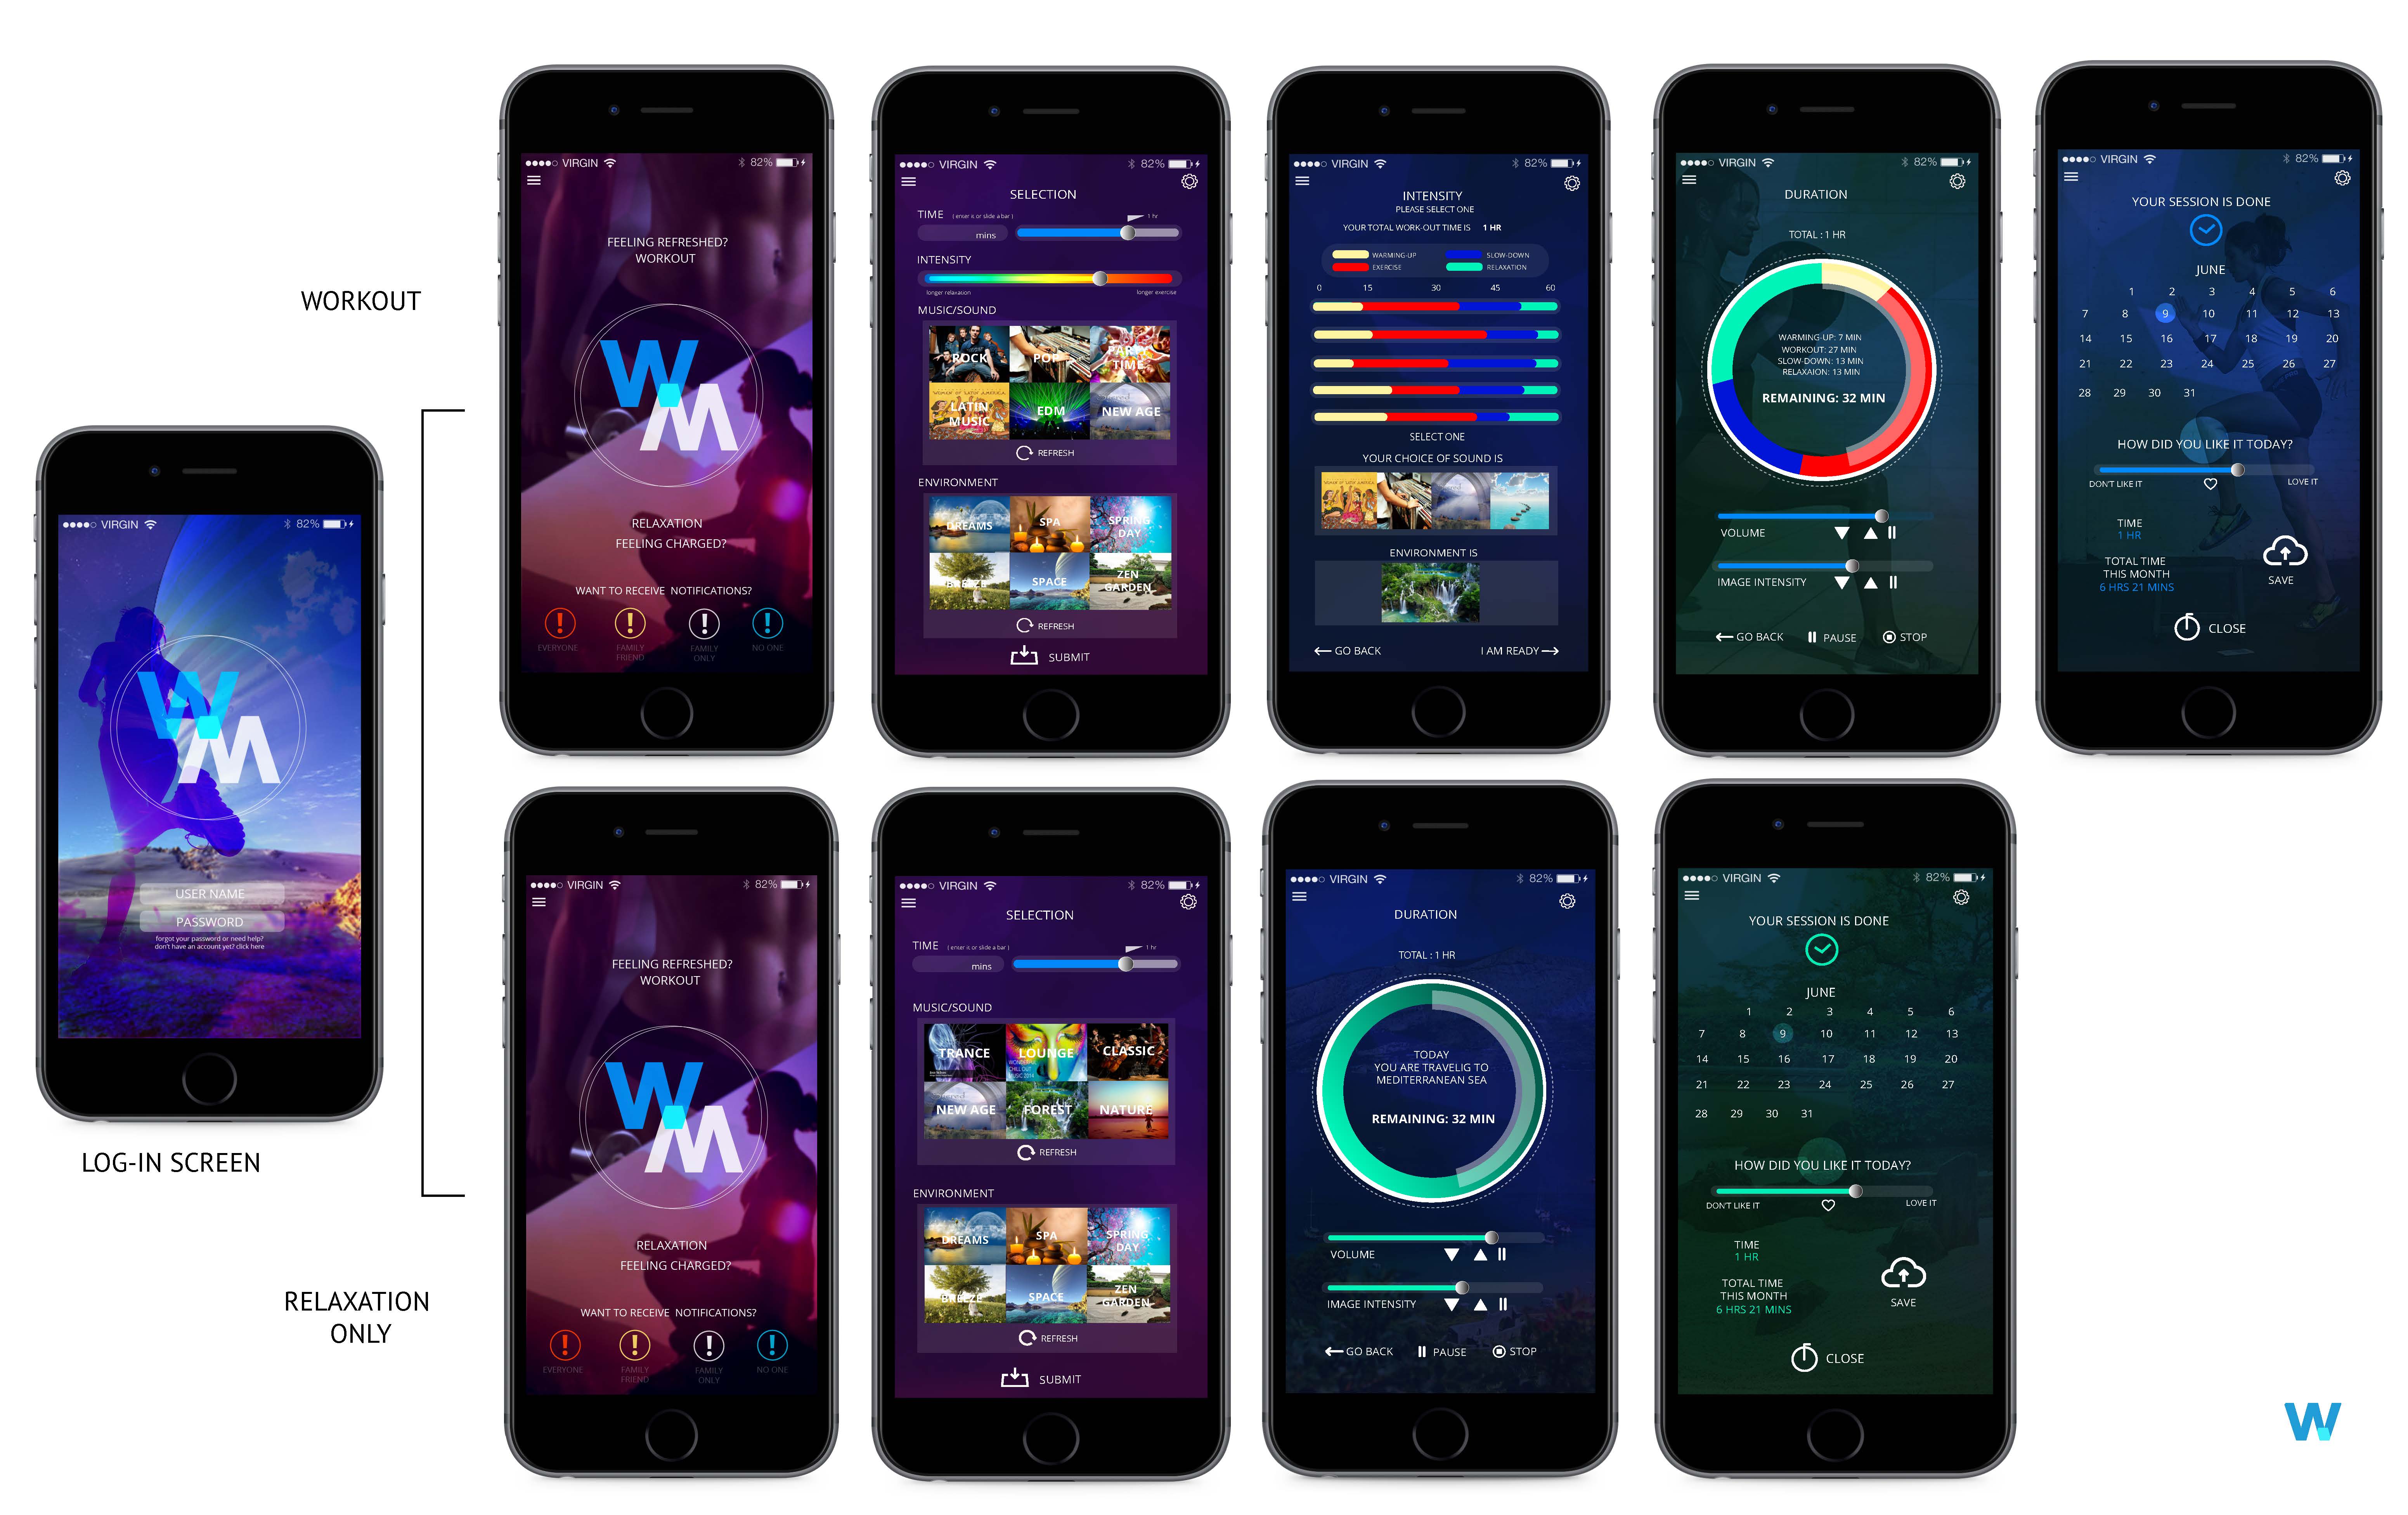 WORKOUT
LOG-IN SCREEN
RELAXATION
ONLY
VIRGIN 82%
WM
USER NAME
PASSWORD
forgot your password or need help?
don't have an account yet? click here
VIRGIN 82%
FEELING REFRESHED?
WORKOUT
WM
RELAXATION
FEELING CHARGED?
WANT TO RECEIVE NOTIFICATIONS?
! ! ! !
EVERYONE FAMILY FAMILY NO ONE
FRIEND ONLY
VIRGIN 82%
SELECTION
TIME ( enter it or slide a bar ) 1 hr
mins
INTENSITY
longer relaxation longer exercise
MUSIC/SOUND
ROCK POP PARTY
TIME
LATIN
MUSIC EDM NEW AGE
REFRESH
ENVIRONMENT
DREAMS SPA SPRING
DAY
BREEZE SPACE ZEN
GARDEN
REFRESH
SUBMIT
VIRGIN 82%
INTENSITY
PLEASE SELECT ONE
YOUR TOTAL WORK-OUT TIME IS 1 HR
WARMING-UP SLOW-DOWN
EXERCISE RELAXATION
0 15 30 45 60
SELECT ONE
YOUR CHOICE OF SOUND IS
ENVIRONMENT IS
GO BACK I AM READY
VIRGIN 82%
DURATION
TOTAL : 1 HR
WARMING-UP: 7 MIN
WORKOUT: 27 MIN
SLOW-DOWN: 13 MIN
RELAXAION: 13 MIN
REMAINING: 32 MIN
VOLUME
IMAGE INTENSITY
GO BACK PAUSE STOP
VIRGIN 82%
YOUR SESSION IS DONE
JUNE
1 2 3 4 5 6
7 8 9 10 11 12 13
14 15 16 17 18 19 20
21 22 23 24 25 26 27
28 29 30 31
HOW DID YOU LIKE IT TODAY?
DON'T LIKE IT LOVE IT
TIME
1 HR
TOTAL TIME
THIS MONTH
6 HRS 21 MINS
SAVE
CLOSE
VIRGIN 82%
FEELING REFRESHED?
WORKOUT
WM
RELAXATION
FEELING CHARGED?
WANT TO RECEIVE NOTIFICATIONS?
! ! ! !
EVERYONE FAMILY FAMILY NO ONE
FRIEND ONLY
VIRGIN 82%
SELECTION
TIME ( enter it or slide a bar ) 1 hr
mins
MUSIC/SOUND
TRANCE LOUNGE CLASSIC
NEW AGE FOREST NATURE
REFRESH
ENVIRONMENT
DREAMS SPA SPRING
DAY
BREEZE SPACE ZEN
GARDEN
REFRESH
SUBMIT
VIRGIN 82%
DURATION
TOTAL : 1 HR
TODAY
YOU ARE TRAVELIG TO
MEDITERRANEAN SEA
REMAINING: 32 MIN
VOLUME
IMAGE INTENSITY
GO BACK PAUSE STOP
VIRGIN 82%
YOUR SESSION IS DONE
JUNE
1 2 3 4 5 6
7 8 9 10 11 12 13
14 15 16 17 18 19 20
21 22 23 24 25 26 27
28 29 30 31
HOW DID YOU LIKE IT TODAY?
DON'T LIKE IT LOVE IT
TIME
1 HR
TOTAL TIME
THIS MONTH
6 HRS 21 MINS
SAVE
CLOSE
W